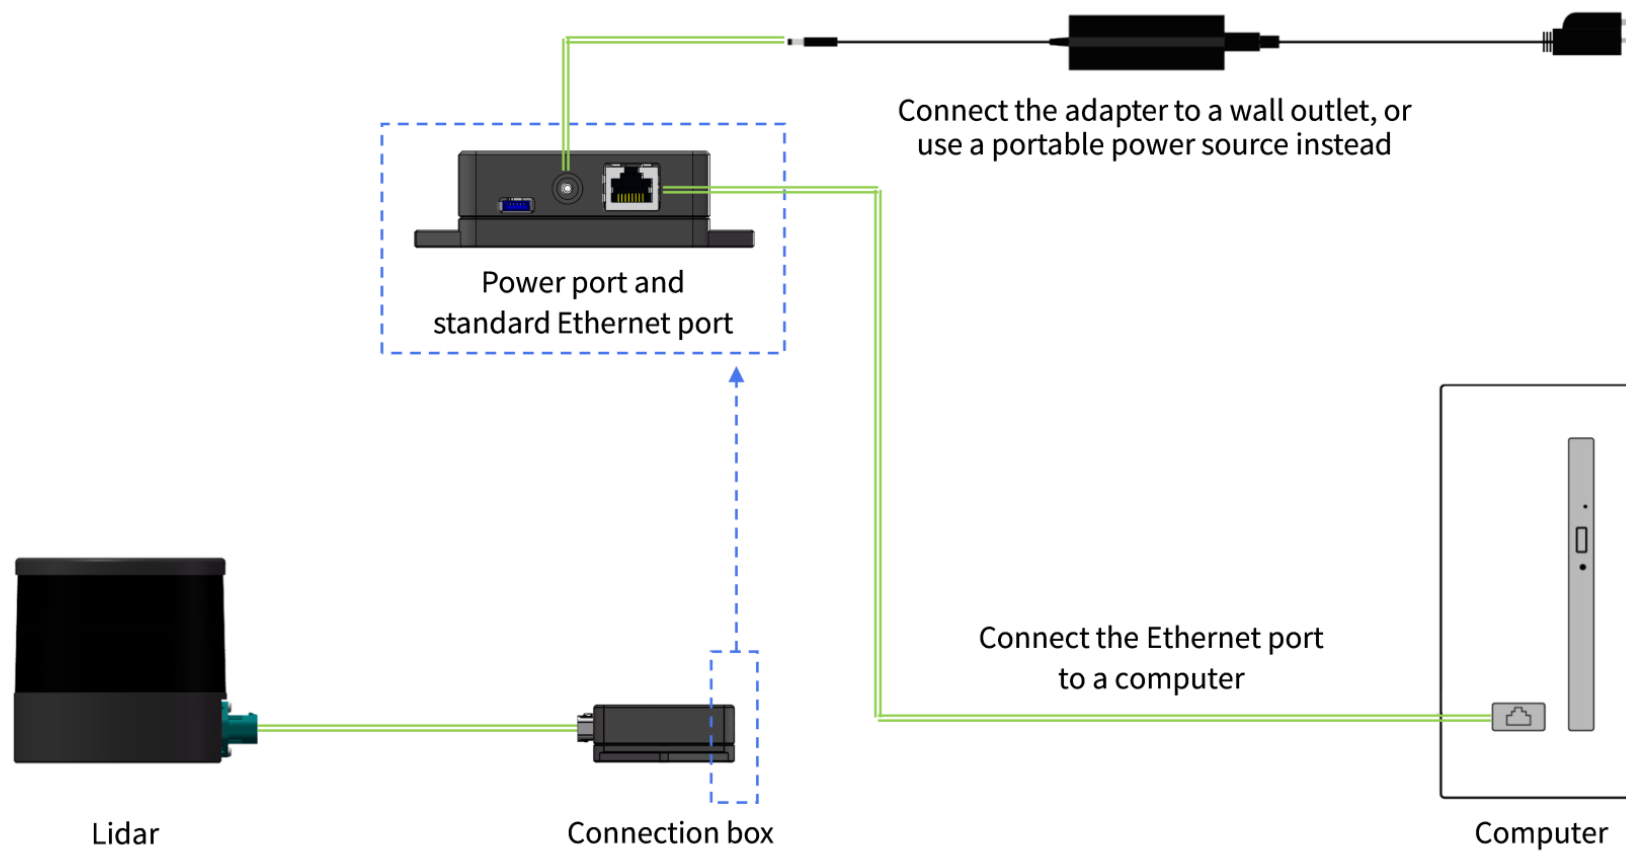 Connect the adapter to a wall outlet, or
use a portable power source instead
Power port and
standard Ethernet port
Connect the Ethernet port
to a computer
Lidar
Connection box
Computer